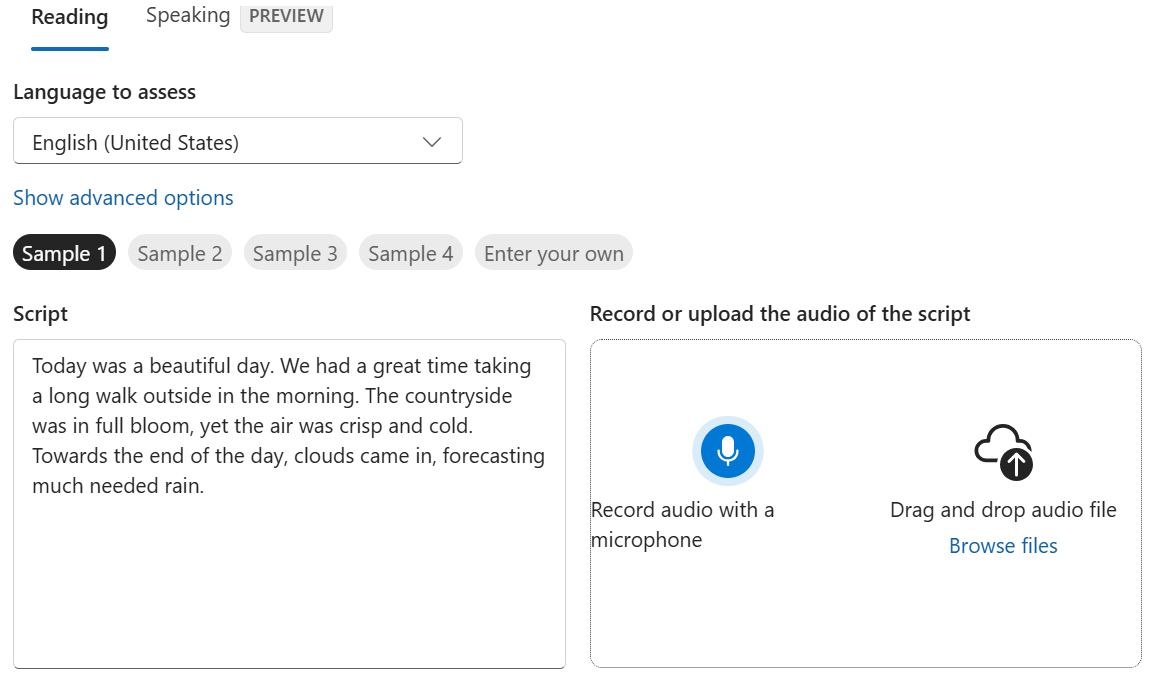 Reading Speaking PREVIEW
Language to assess
English (United States)
Show advanced options
Sample 1 Sample 2 Sample 3 Sample 4 Enter your own
Script
Today was a beautiful day. We had a great time taking
a long walk outside in the morning. The countryside
was in full bloom, yet the air was crisp and cold.
Towards the end of the day, clouds came in, forecasting
much needed rain.
Record or upload the audio of the script
Record audio with a
microphone
Drag and drop audio file
Browse files